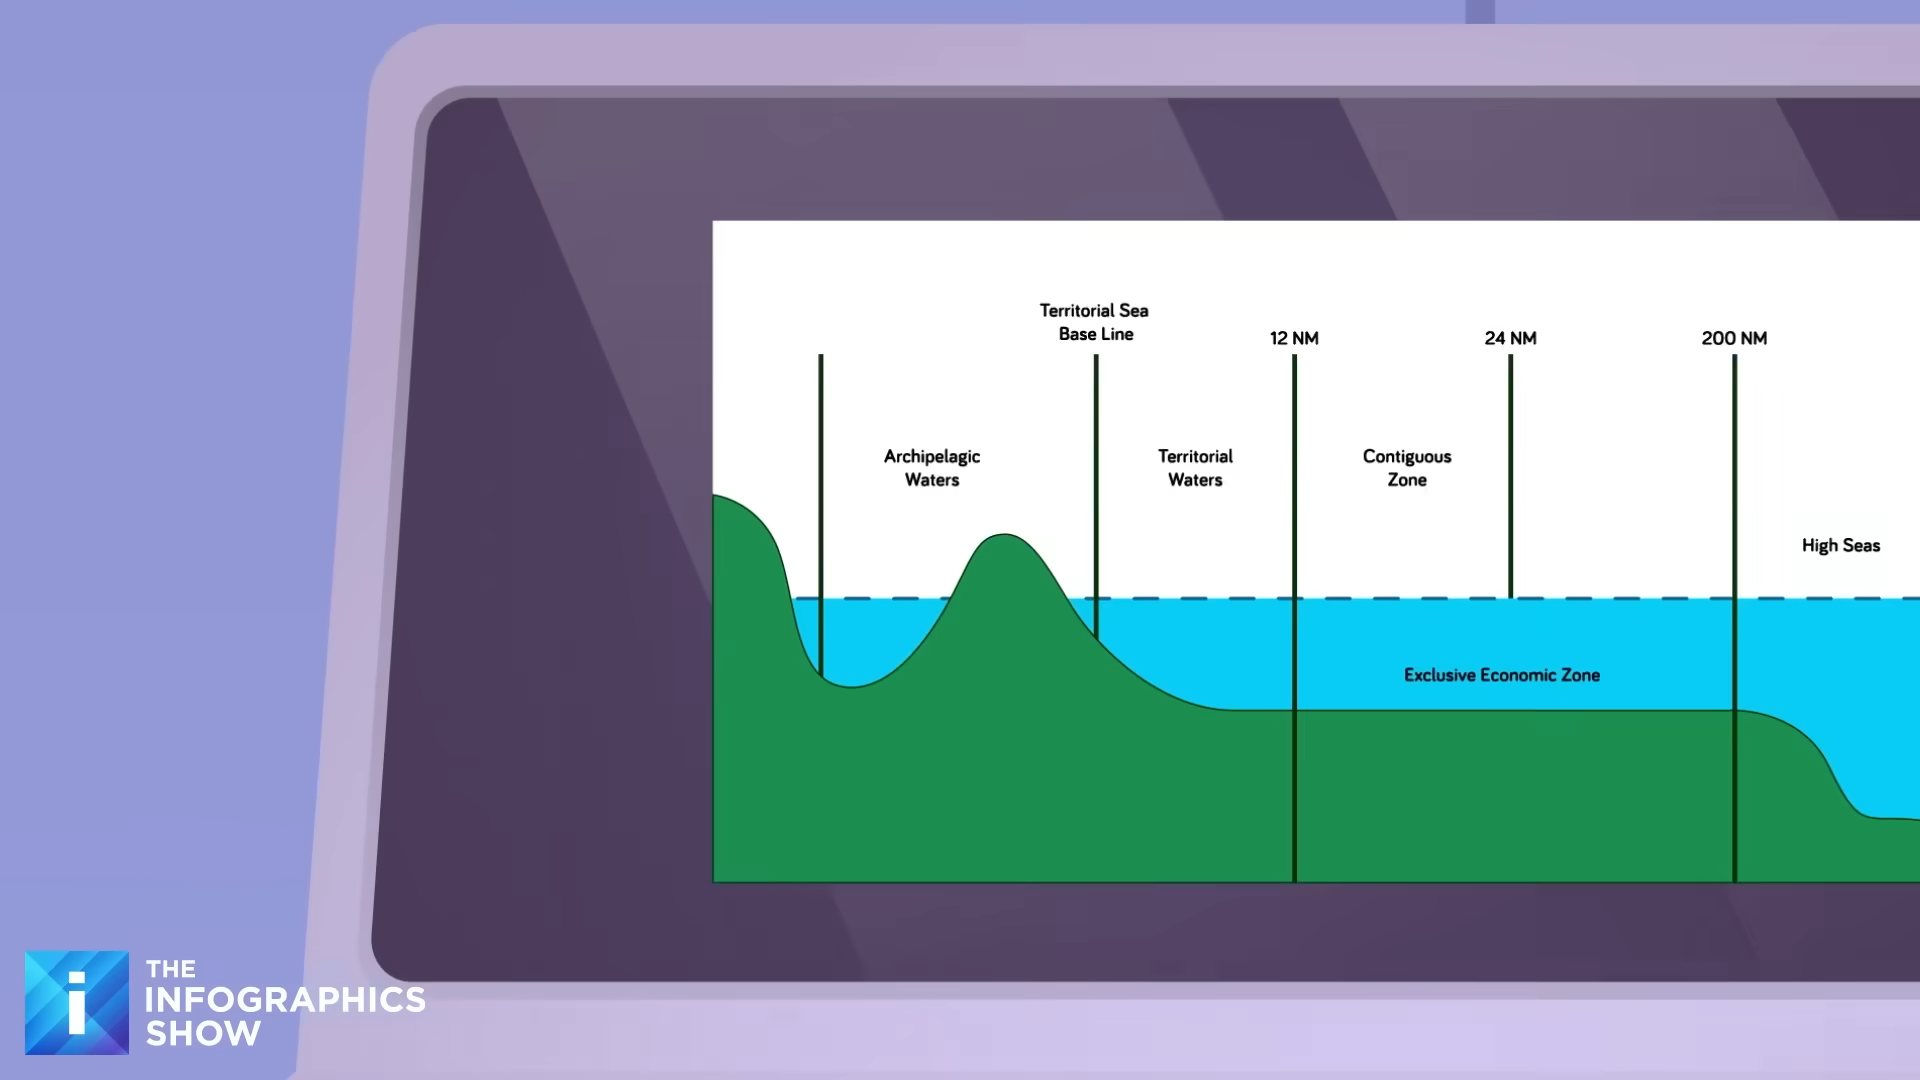 Territorial Sea
Base Line
12 NM
24 NM
200 NM
Archipelagic
Waters
Territorial
Waters
Contiguous
Zone
High Seas
Exclusive Economic Zone
i
THE
INFOGRAPHICS
SHOW